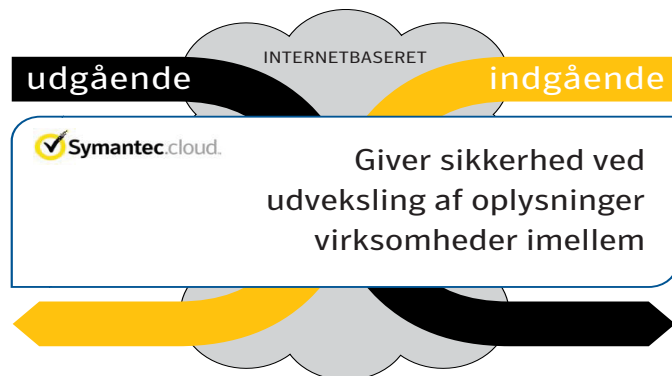 INTERNETBASERET
udgående indgående
Symantec.cloud.
Giver sikkerhed ved
udveksling af oplysninger
virksomheder imellem